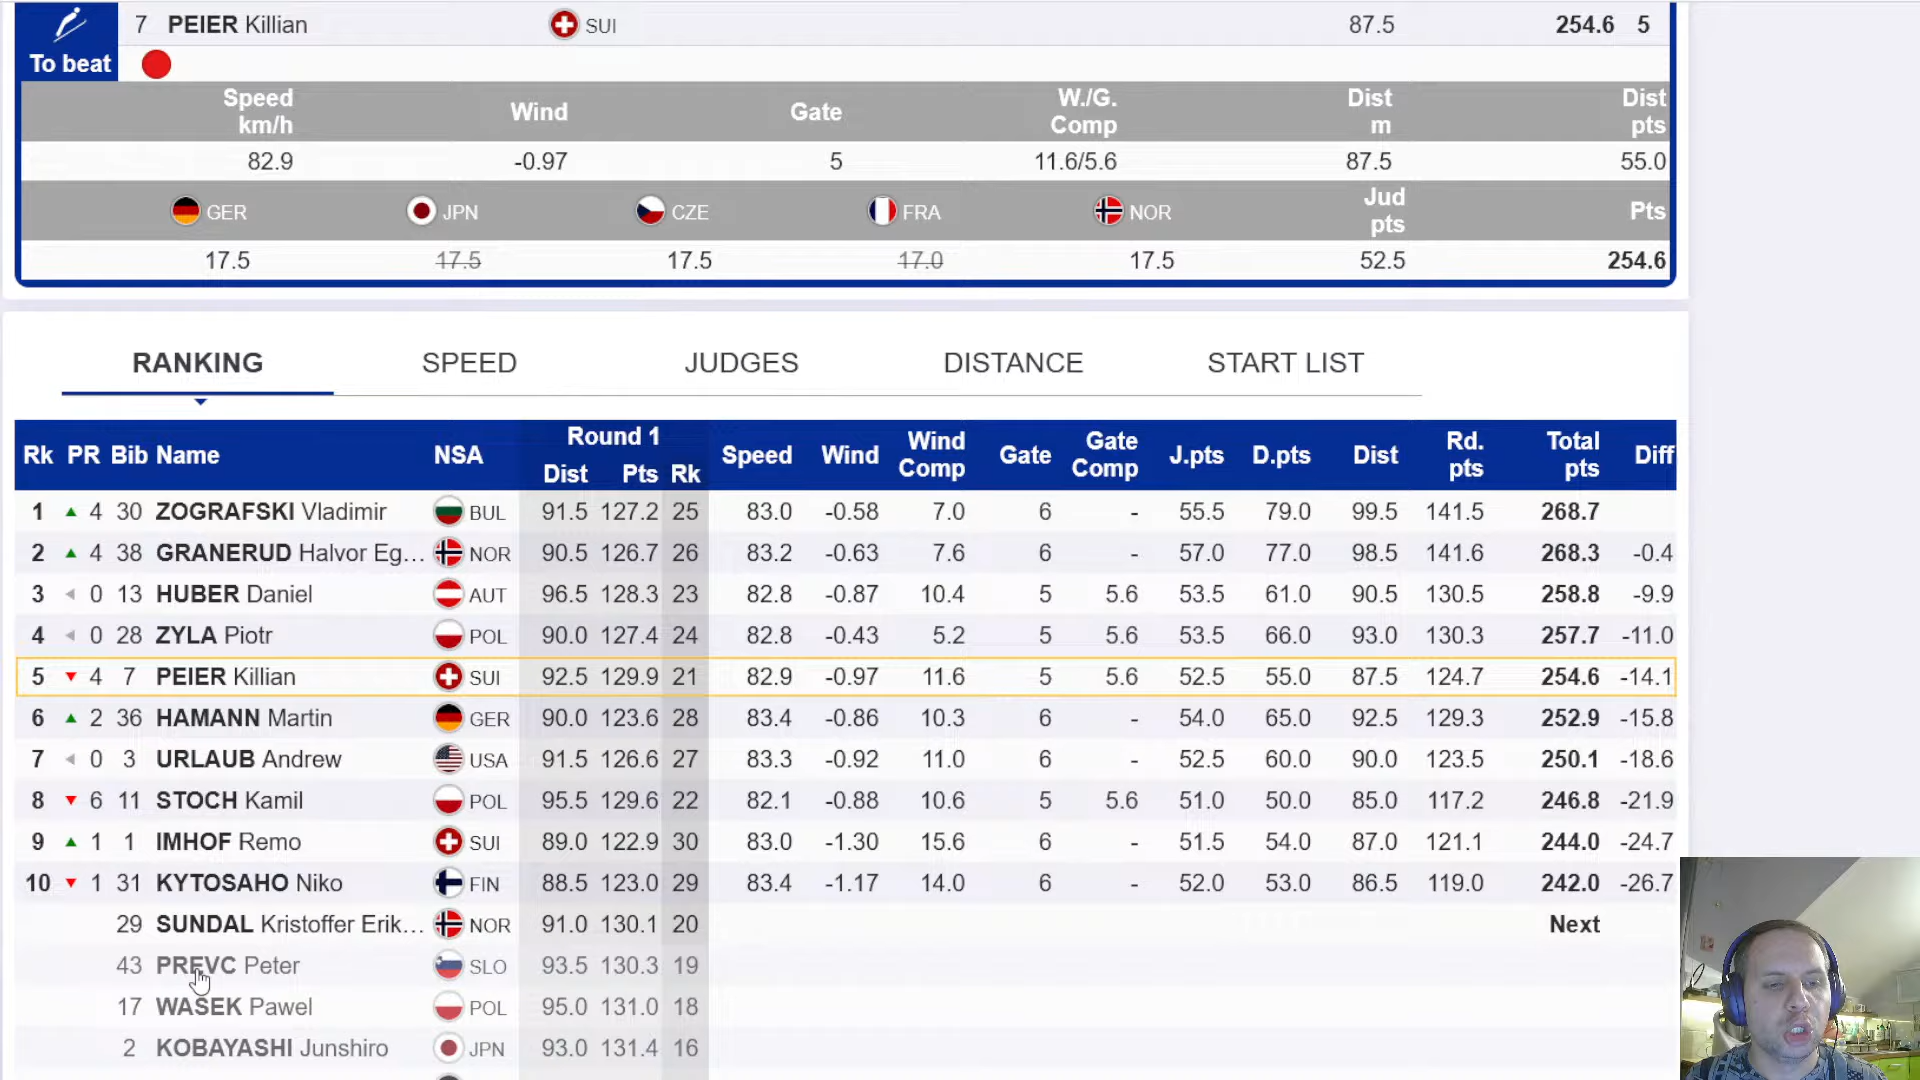 7 PEIER Killian SUI 87.5 254.6 5
To beat
Speed km/h Wind Gate W./G. Comp Dist m Dist pts
82.9 -0.97 5 11.6/5.6 87.5 55.0
GER JPN CZE FRA NOR Jud pts Pts
17.5 17.5 17.5 17.0 17.5 52.5 254.6
RANKING SPEED JUDGES DISTANCE START LIST
Rk PR Bib Name NSA Round 1 Dist Pts Rk Speed Wind Wind Comp Gate Gate Comp J.pts D.pts Dist Rd. pts Total pts Diff
1 4 30 ZOGRAFSKI Vladimir BUL 91.5 127.2 25 83.0 -0.58 7.0 6 - 55.5 79.0 99.5 141.5 268.7
2 4 38 GRANERUD Halvor Eg... NOR 90.5 126.7 26 83.2 -0.63 7.6 6 - 57.0 77.0 98.5 141.6 268.3 -0.4
3 0 13 HUBER Daniel AUT 96.5 128.3 23 82.8 -0.87 10.4 5 5.6 53.5 61.0 90.5 130.5 258.8 -9.9
4 0 28 ZYLA Piotr POL 90.0 127.4 24 82.8 -0.43 5.2 5 5.6 53.5 66.0 93.0 130.3 257.7 -11.0
5 4 7 PEIER Killian SUI 92.5 129.9 21 82.9 -0.97 11.6 5 5.6 52.5 55.0 87.5 124.7 254.6 -14.1
6 2 36 HAMANN Martin GER 90.0 123.6 28 83.4 -0.86 10.3 6 - 54.0 65.0 92.5 129.3 252.9 -15.8
7 0 3 URLAUB Andrew USA 91.5 126.6 27 83.3 -0.92 11.0 6 - 52.5 60.0 90.0 123.5 250.1 -18.6
8 6 11 STOCH Kamil POL 95.5 129.6 22 82.1 -0.88 10.6 5 5.6 51.0 50.0 85.0 117.2 246.8 -21.9
9 1 1 IMHOF Remo SUI 89.0 122.9 30 83.0 -1.30 15.6 6 - 51.5 54.0 87.0 121.1 244.0 -24.7
10 1 31 KYTOSAHO Niko FIN 88.5 123.0 29 83.4 -1.17 14.0 6 - 52.0 53.0 86.5 119.0 242.0 -26.7
29 SUNDAL Kristoffer Erik... NOR 91.0 130.1 20 Next
43 PREVC Peter SLO 93.5 130.3 19
17 WASEK Pawel POL 95.0 131.0 18
2 KOBAYASHI Junshiro JPN 93.0 131.4 16